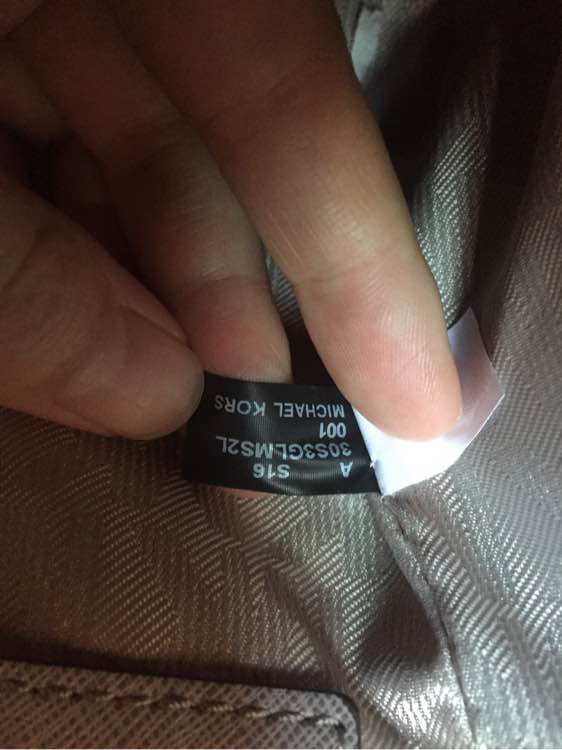 A S16
30S3GLMS2L
001
MICHAEL KORS